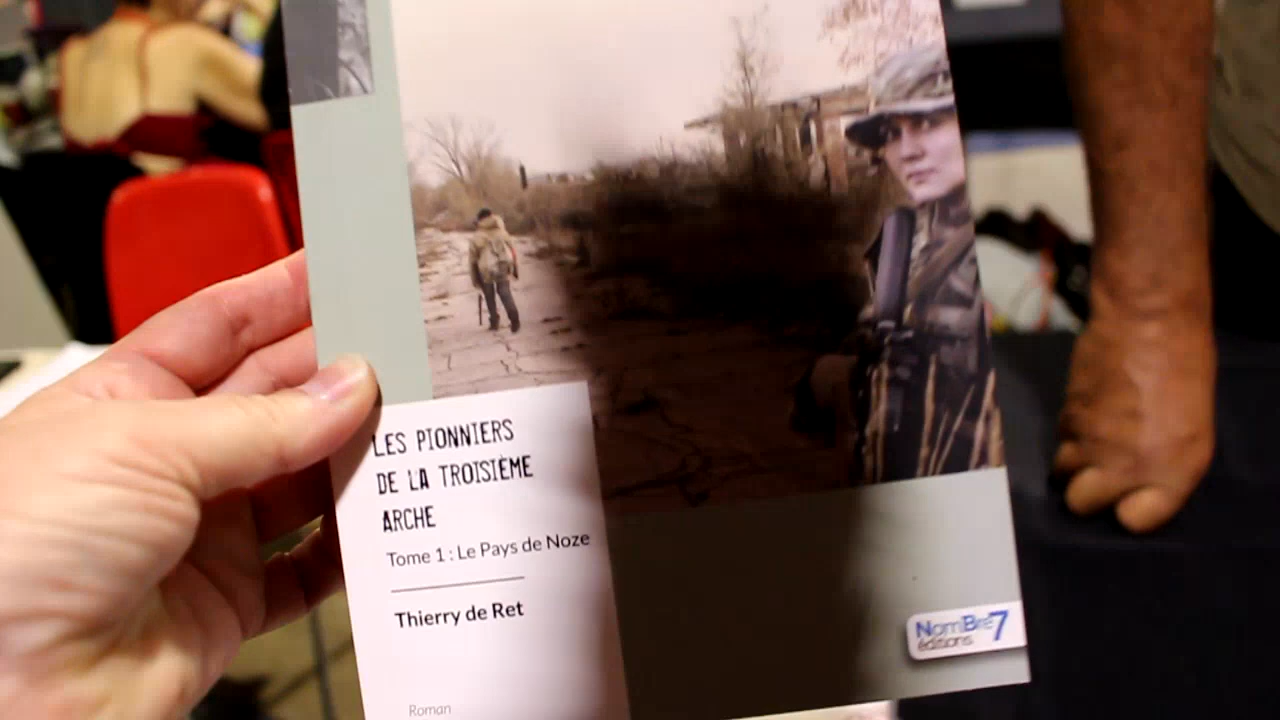 LES PIONNIERS
DE LA TROISIÈME
ARCHE
Tome 1 : Le Pays de Noze
Thierry de Ret
Roman
NomBre7
éditions